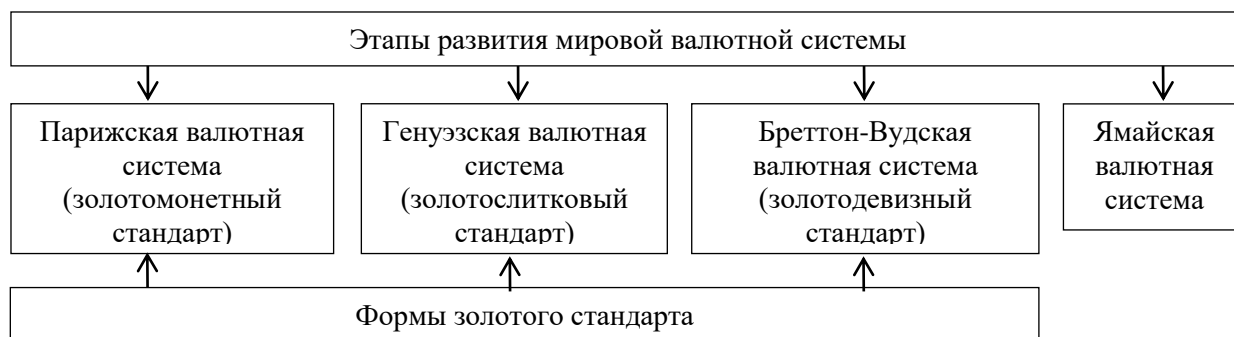 Этапы развития мировой валютной системы
Парижская валютная
система
(золотомонетный
стандарт)
Генуэзская валютная
система
(золотослитковый
стандарт)
Бреттон-Вудская
валютная система
(золотодевизный
стандарт)
Ямайская
валютная
система
Формы золотого стандарта